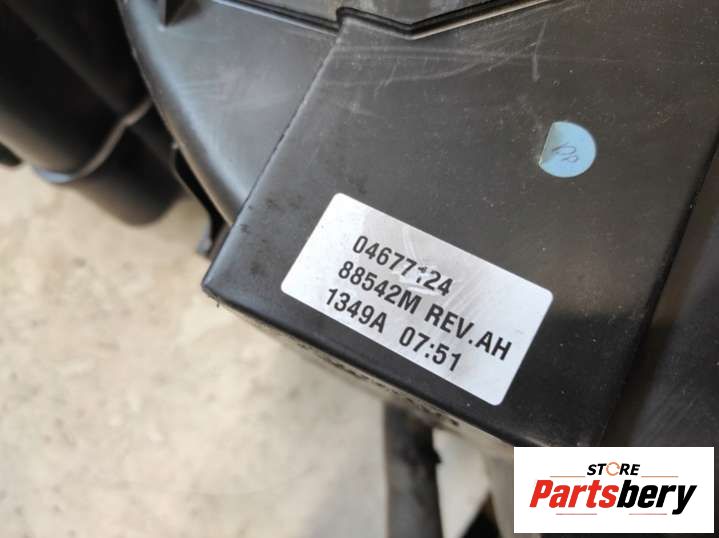 04677124
88542M REV.AH
1349A 07:51
STORE
Partsbery